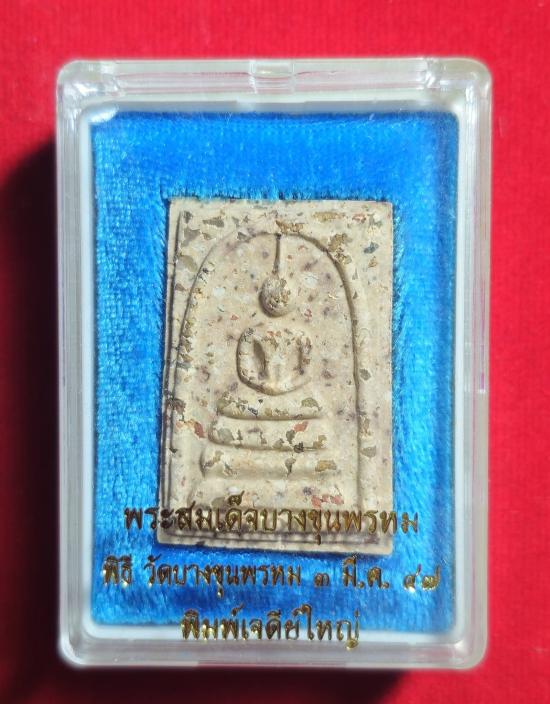 พระสมเด็จบางขุนพรหม
พิธี วัดบางขุนพรหม ๓ มี.ค. ๔๗
พิมพ์เจดีย์ใหญ่